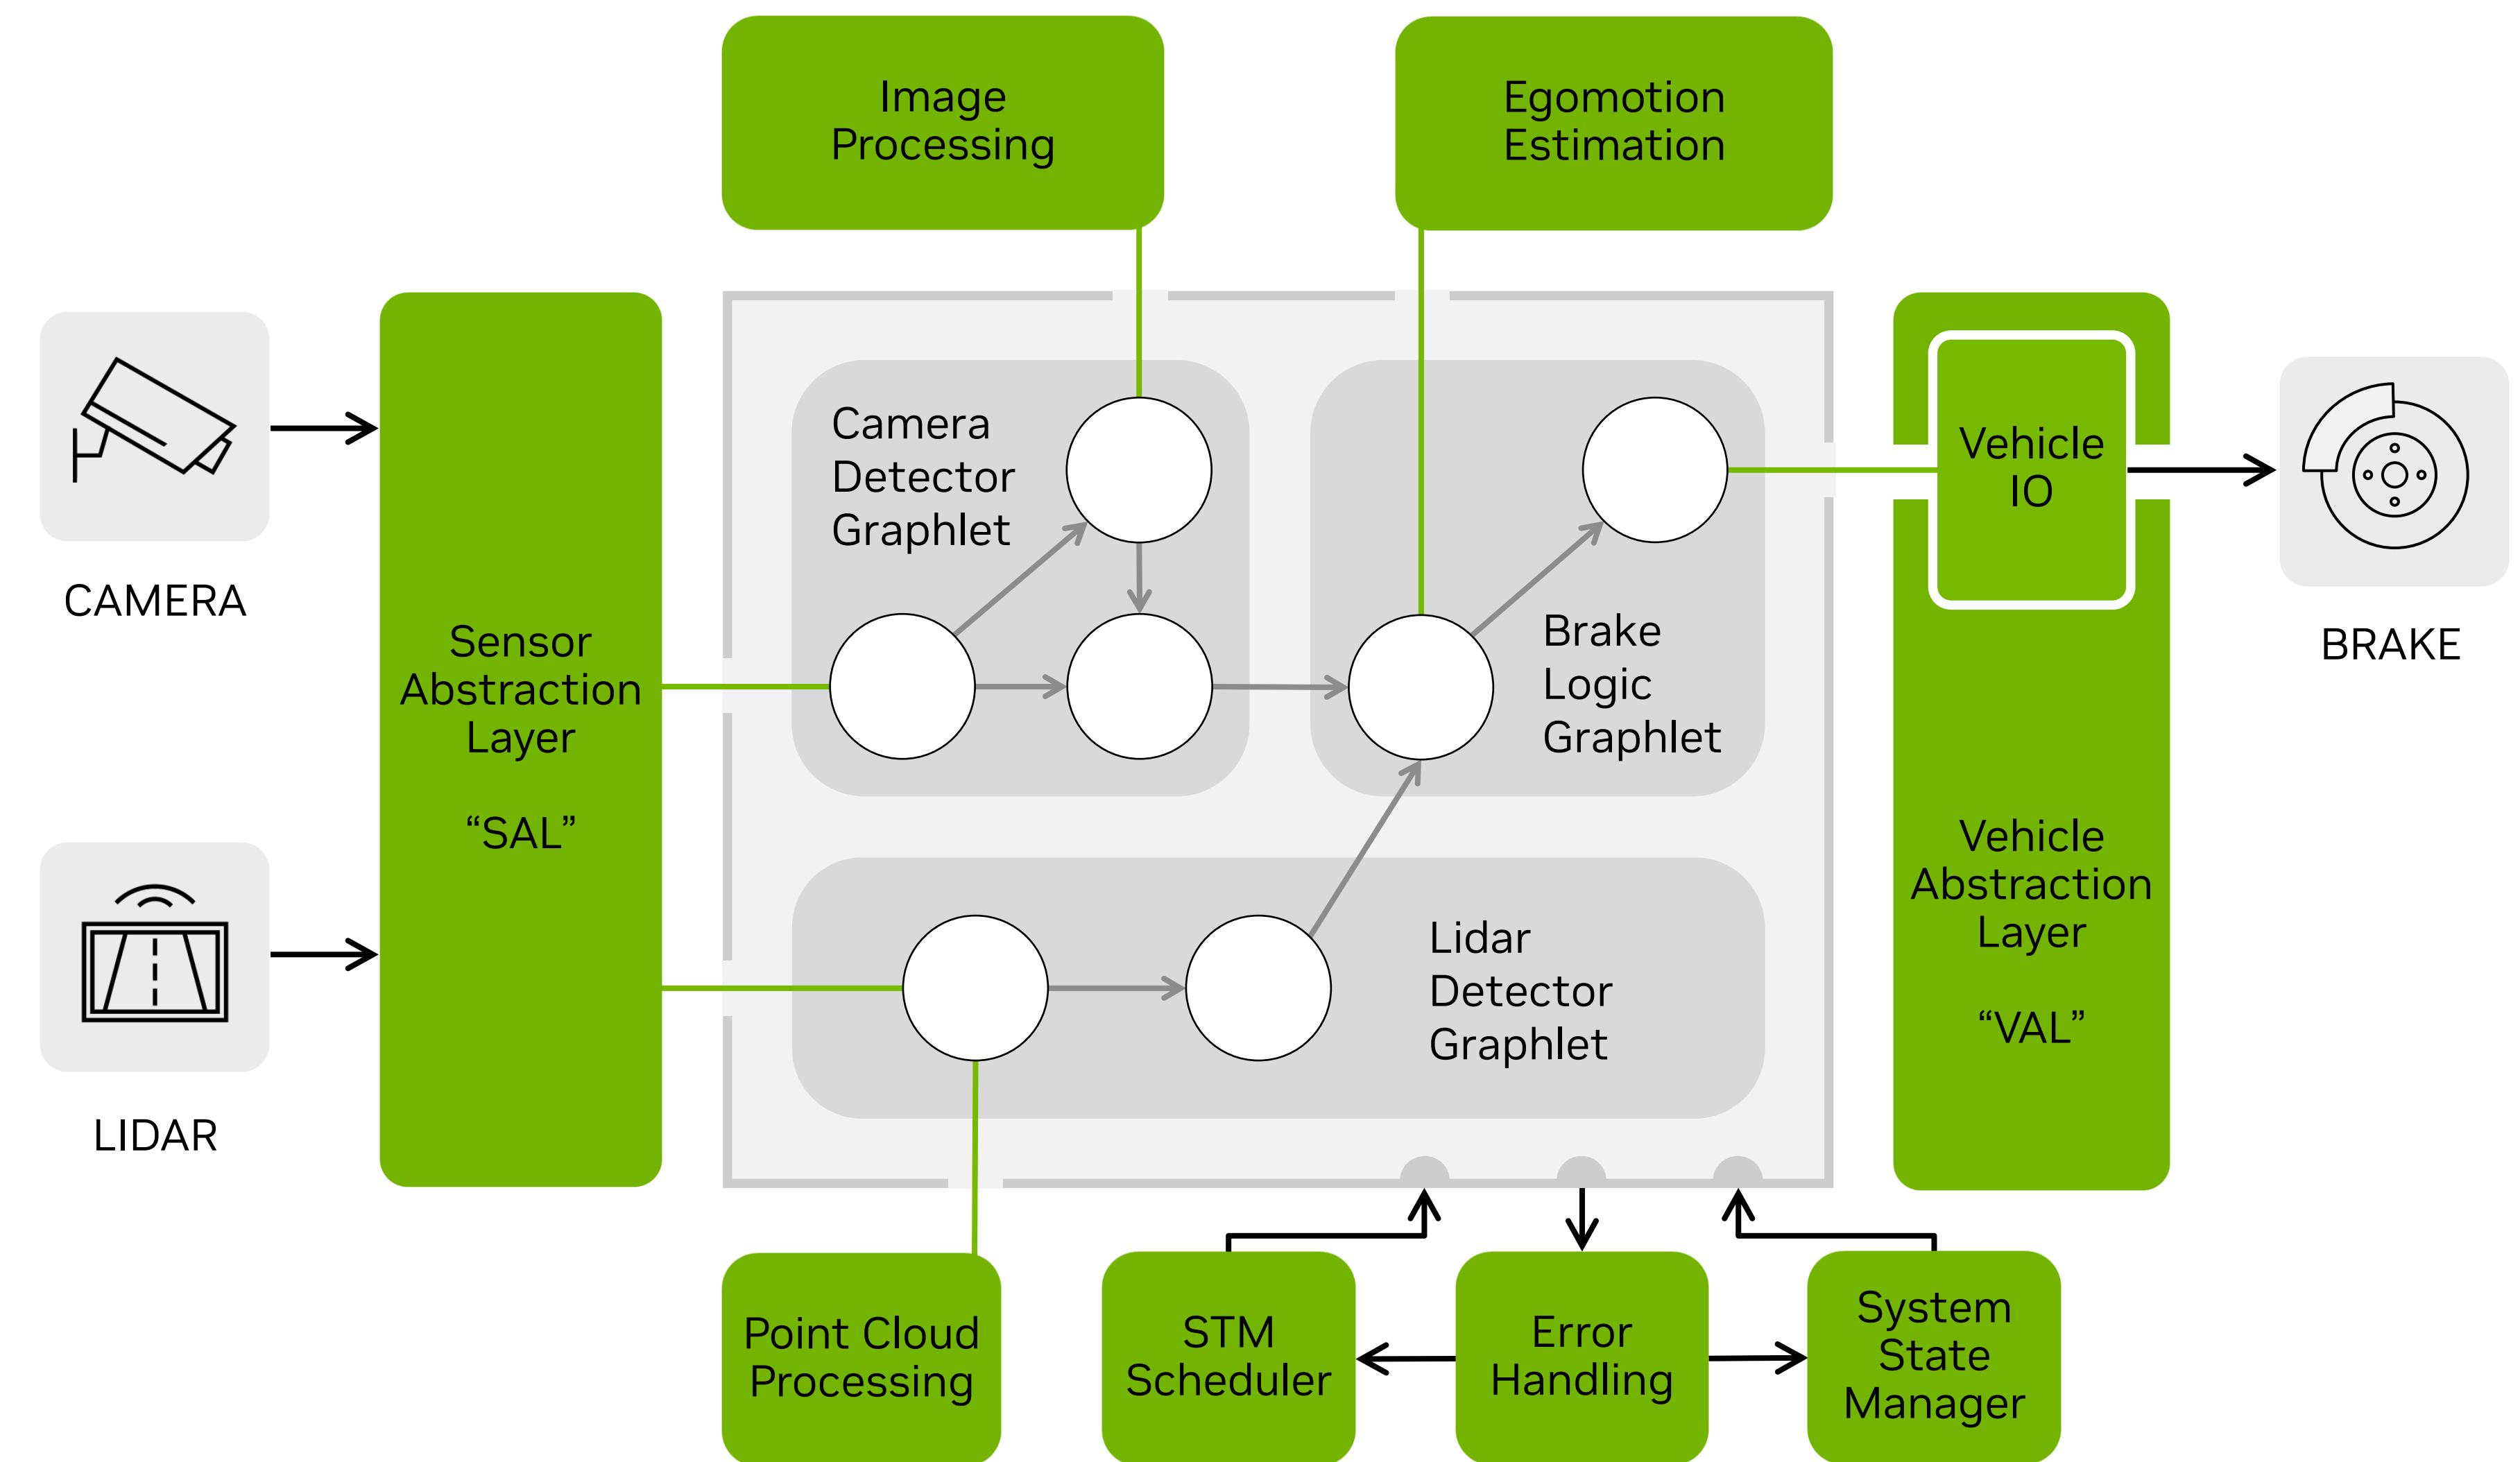 Image
Processing
Egomotion
Estimation
CAMERA
LIDAR
Sensor
Abstraction
Layer
“SAL”
Camera
Detector
Graphlet
Brake
Logic
Graphlet
Lidar
Detector
Graphlet
Vehicle
IO
Vehicle
Abstraction
Layer
“VAL”
BRAKE
Point Cloud
Processing
STM
Scheduler
Error
Handling
System
State
Manager